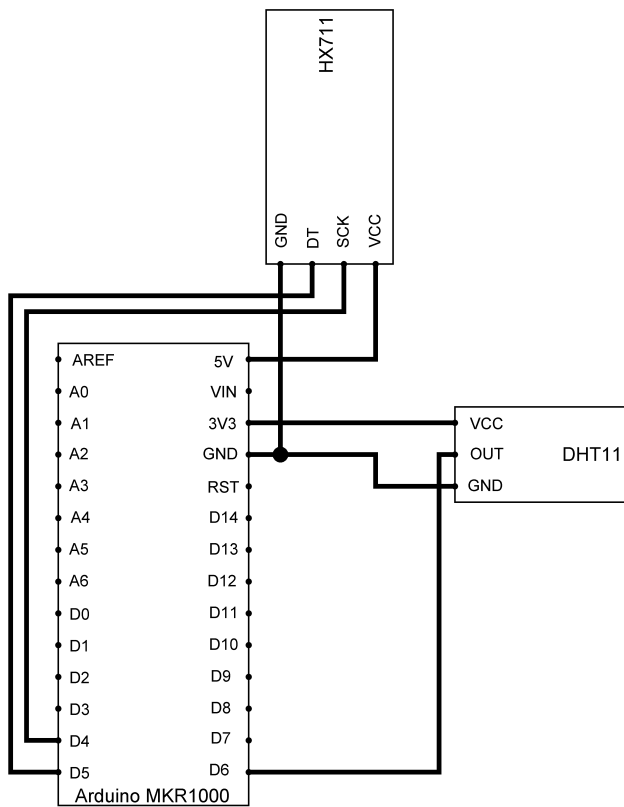 HX711
GND
DT
SCK
VCC
AREF
A0
A1
A2
A3
A4
A5
A6
D0
D1
D2
D3
D4
D5
5V
VIN
3V3
GND
RST
D14
D13
D12
D11
D10
D9
D8
D7
D6
Arduino MKR1000
VCC
OUT
GND
DHT11